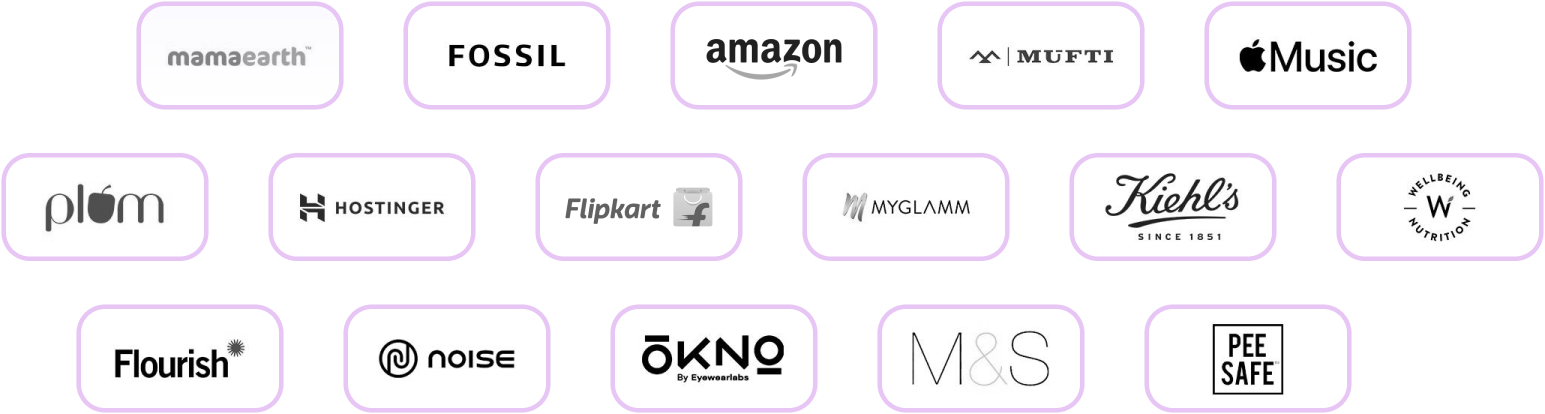 mamaearth™
FOSSIL
amazon
MUFTI
Music
plum
HOSTINGER
Flipkart
f
MYGLAMM
Kiehl's
SINCE 1851
WELLBEING
W
NUTRITION
Flourish
NOISE
ŌKNO
By Eyewearlabs
M&S
PEE
SAFE